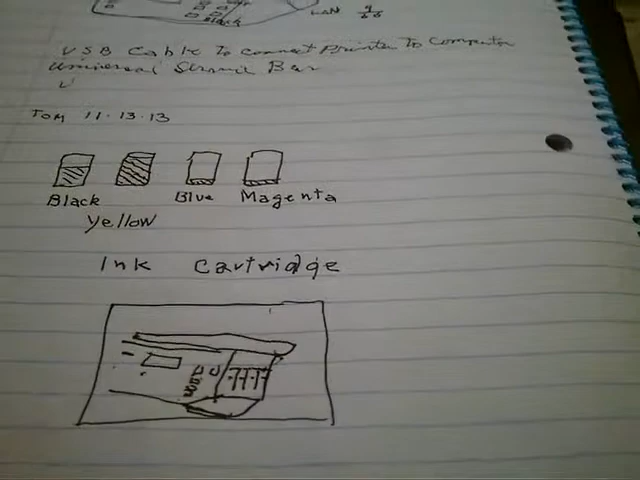 Black
USB Cable To connect Printer To Computer
Universal Bar
Tom 11.13.13
Black Blue Magenta
Yellow
Ink Cartridge